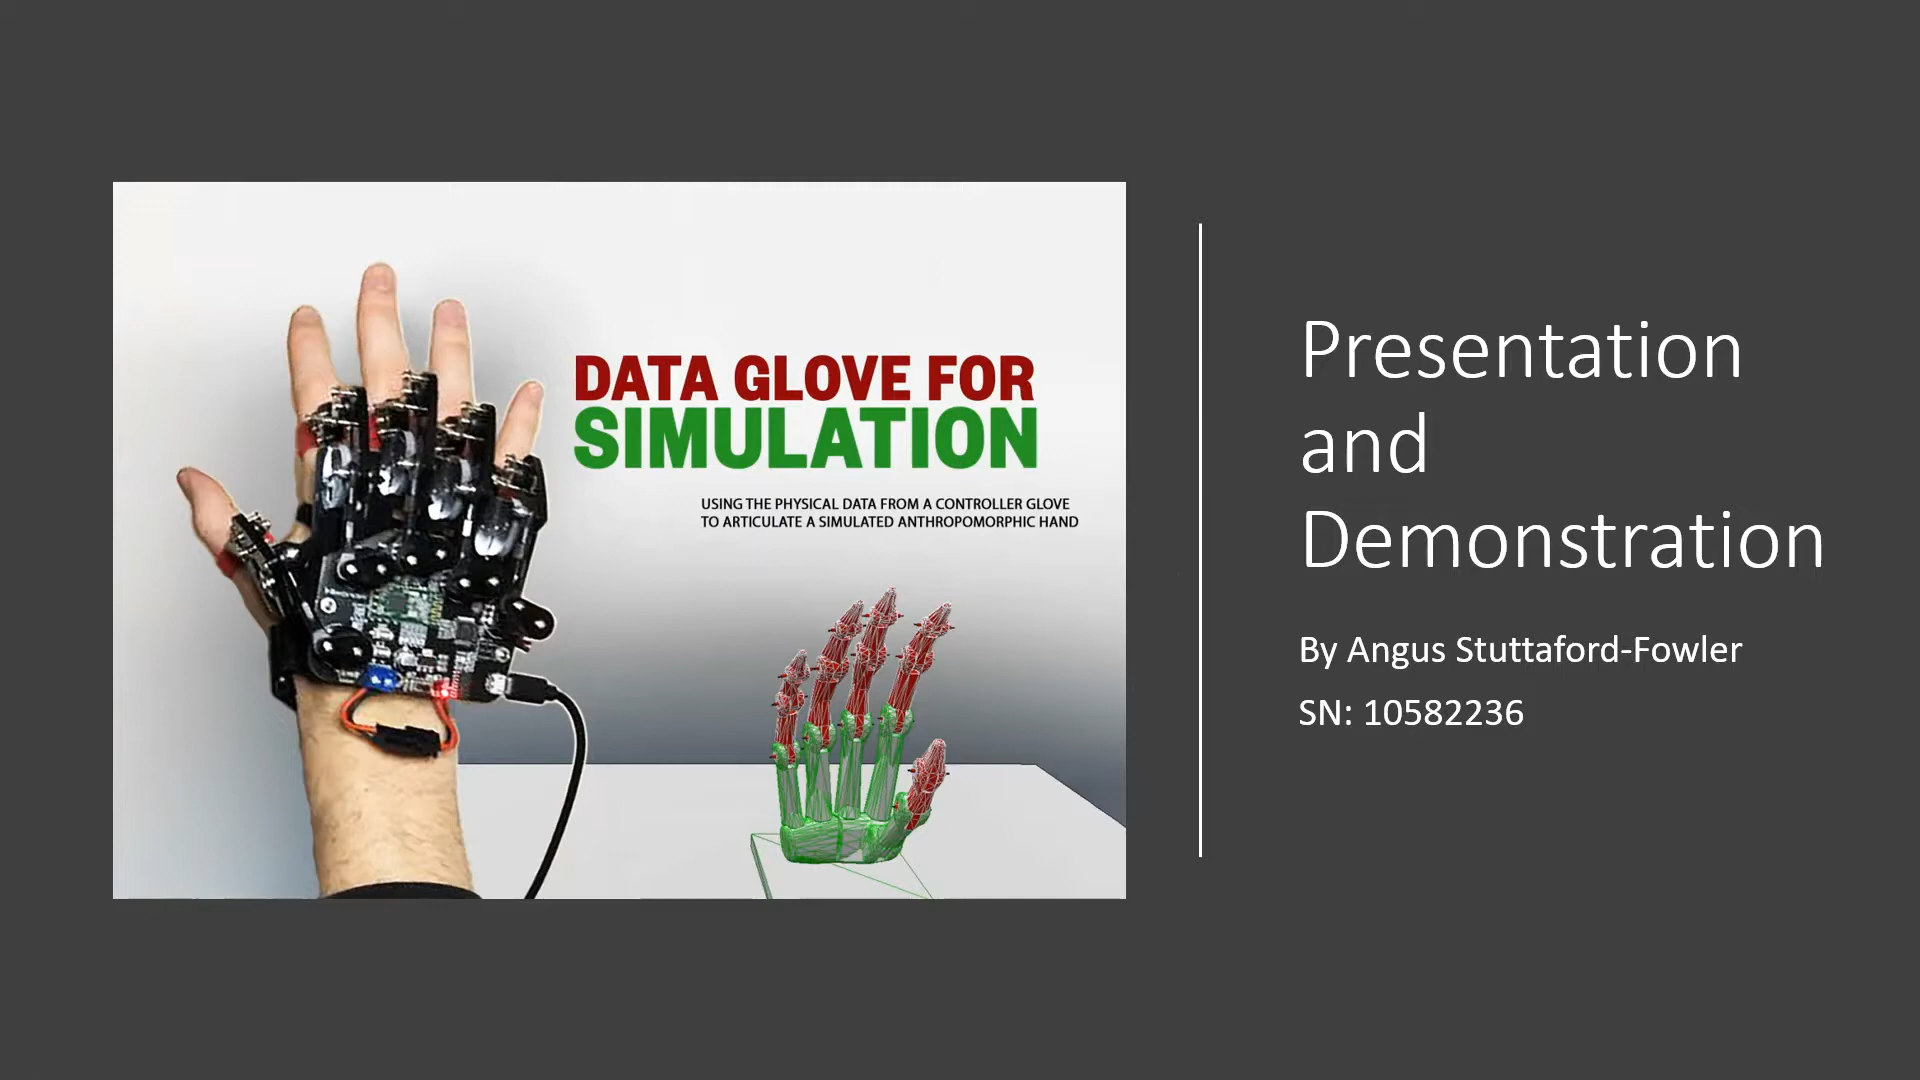 DATA GLOVE FOR
SIMULATION
USING THE PHYSICAL DATA FROM A CONTROLLER GLOVE
TO ARTICULATE A SIMULATED ANTHROPOMORPHIC HAND
Presentation
and
Demonstration
By Angus Stuttaford-Fowler
SN: 10582236